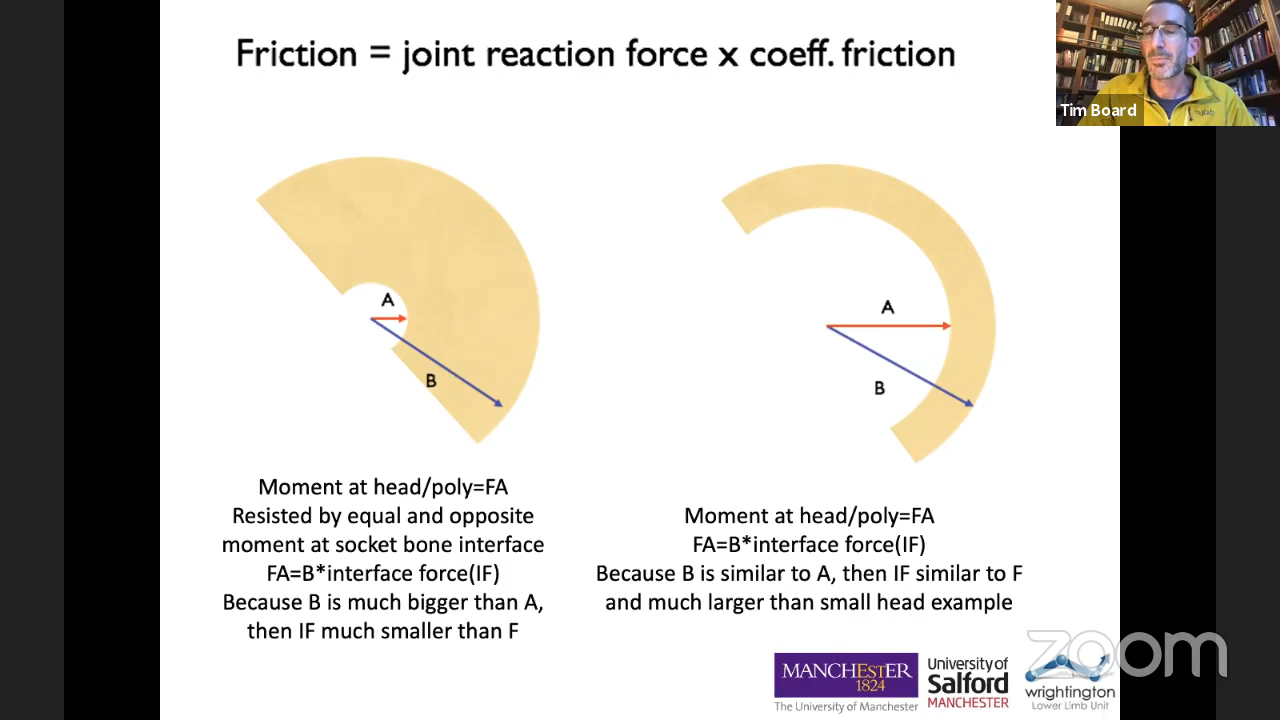 Friction = joint reaction force x coeff. friction
Tim Board
A
B
A
B
Moment at head/poly=FA
Resisted by equal and opposite
moment at socket bone interface
FA=B*interface force(IF)
Because B is much bigger than A,
then IF much smaller than F
Moment at head/poly=FA
FA=B*interface force(IF)
Because B is similar to A, then IF similar to F
and much larger than small head example
MANCHESTER
1824
The University of Manchester
University of
Salford
MANCHESTER
wrightington
Lower Limb Unit
zoom